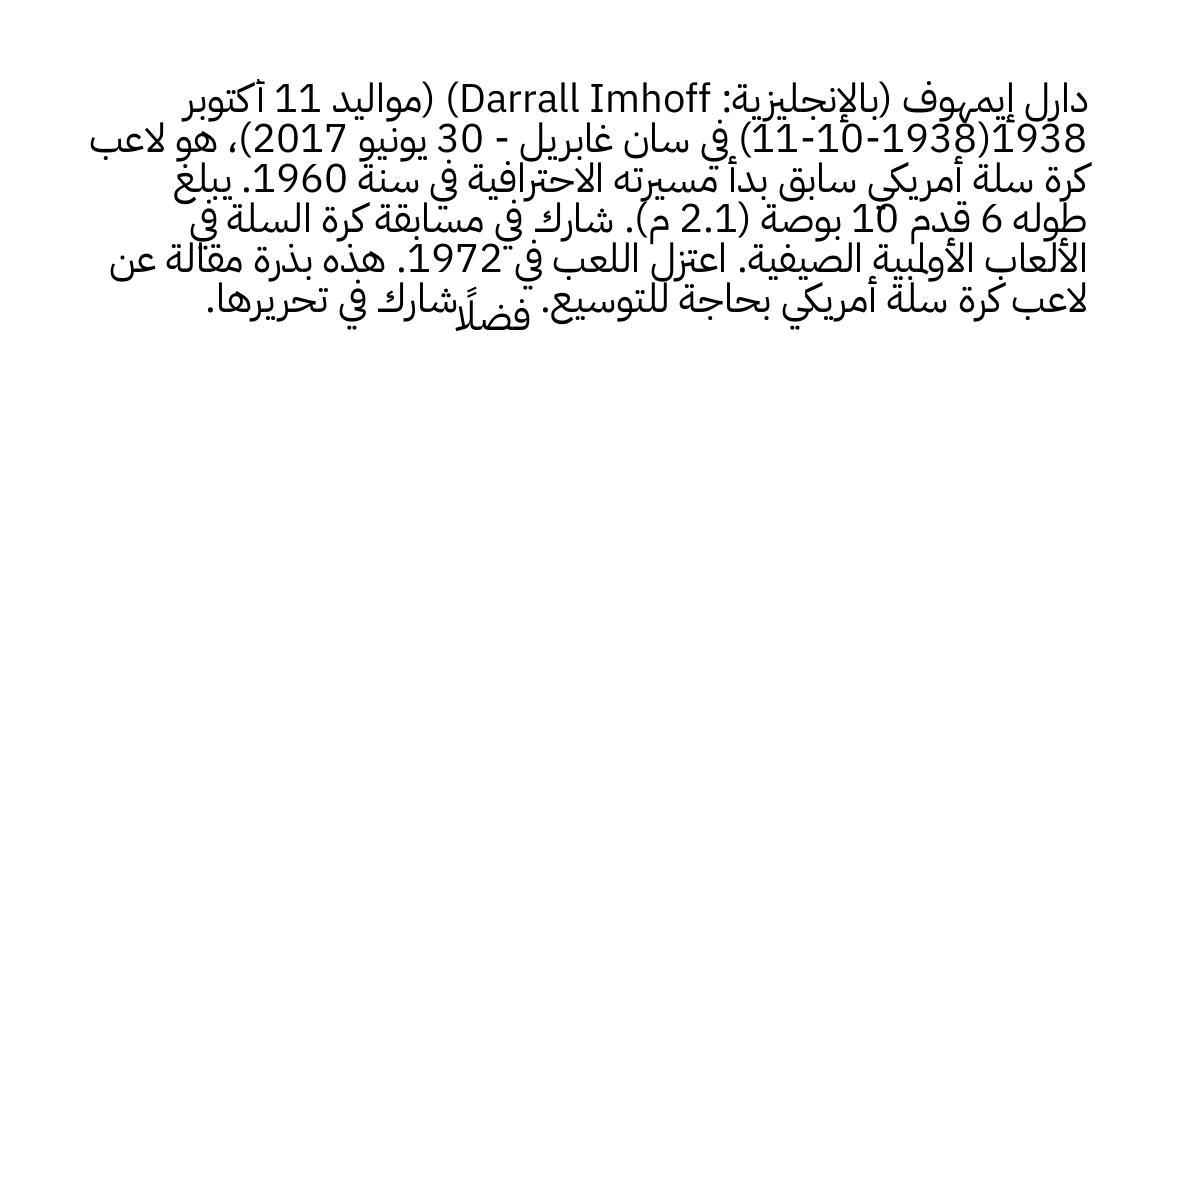 دارل إيمهوف (بالإنجليزية: Darrall Imhoff) (مواليد 11 أكتوبر
1938(1938-10-11) في سان غابريل - 30 يونيو 2017)، هو لاعب
كرة سلة أمريكي سابق بدأ مسيرته الاحترافية في سنة 1960. يبلغ
طوله 6 قدم 10 بوصة (2.1 م). شارك في مسابقة كرة السلة في
الألعاب الأولمبية الصيفية. اعتزل اللعب في 1972. هذه بذرة مقالة عن
لاعب كرة سلة أمريكي بحاجة للتوسيع. فضلًا شارك في تحريرها.